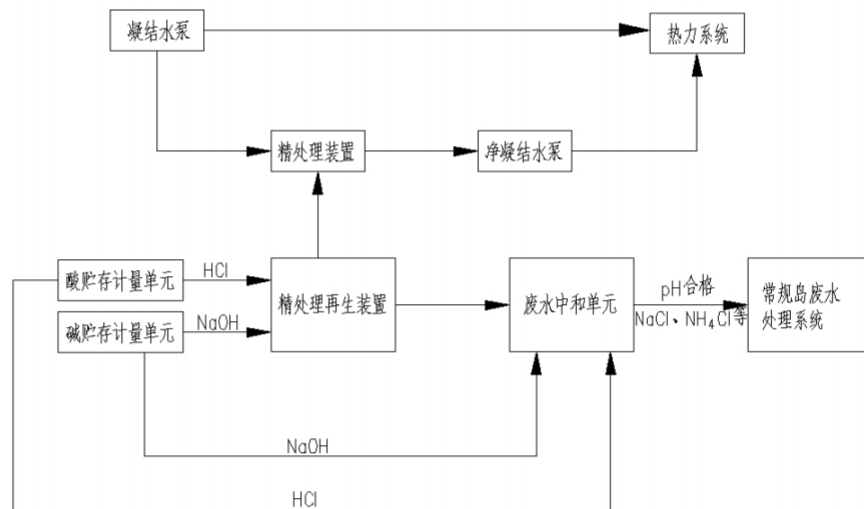 凝结水泵
热力系统
精处理装置
净凝结水泵
酸贮存计量单元
HCl
精处理再生装置
废水中和单元
pH合格
常规岛废水
处理系统
NaCl、NH₄Cl等
碱贮存计量单元
NaOH
NaOH
HCl